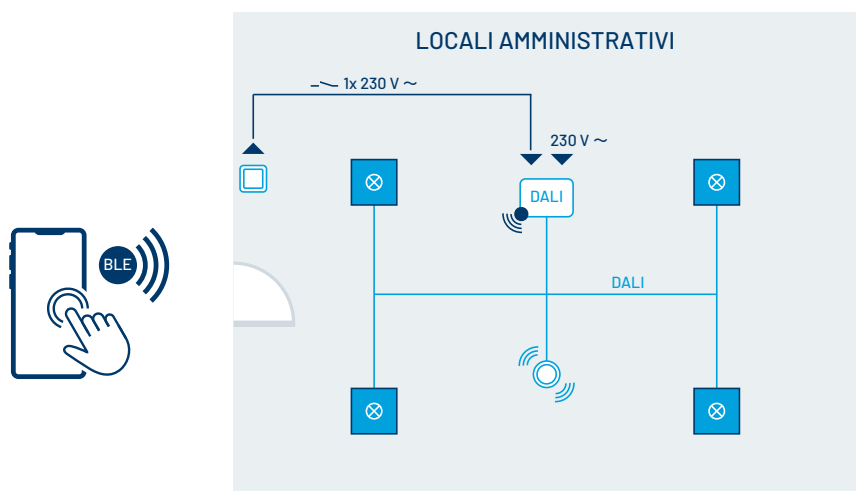 LOCALI AMMINISTRATIVI
1x 230 V ~
230 V ~
DALI
BLE
DALI